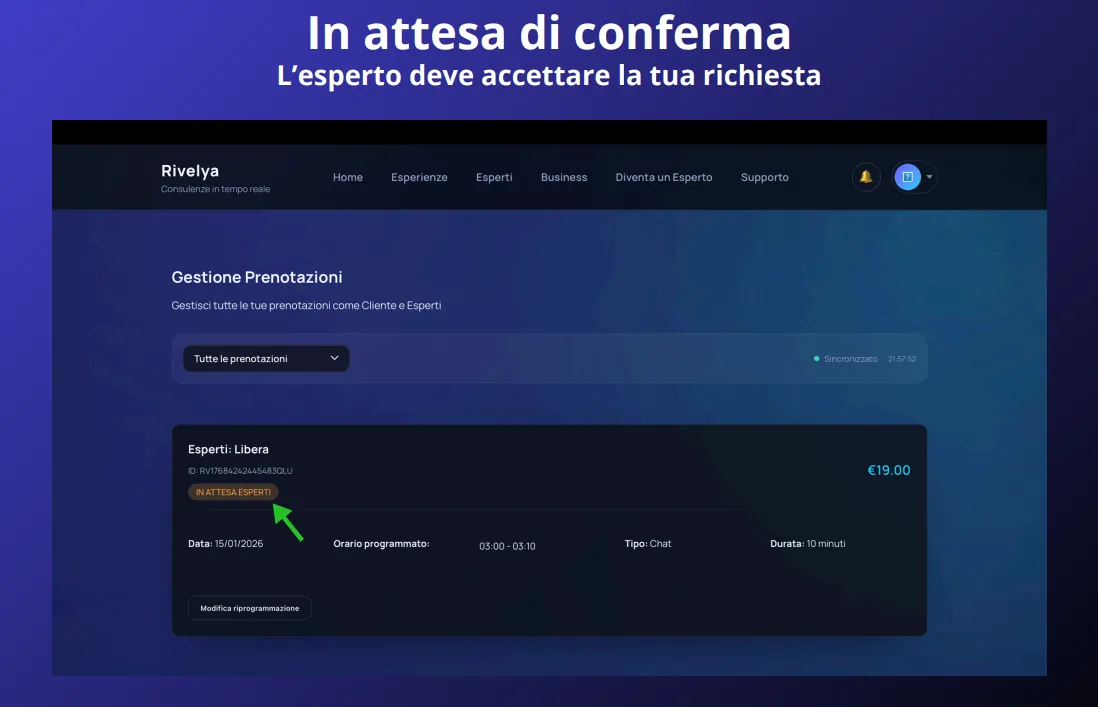 In attesa di conferma
L’esperto deve accettare la tua richiesta
Rivelya
Consulenze in tempo reale
Home
Esperienze
Esperti
Business
Diventa un Esperto
Supporto
Gestione Prenotazioni
Gestisci tutte le tue prenotazioni come Cliente e Esperti
Tutte le prenotazioni
Sincronizzato 21:57:52
Esperti: Libera
ID: RV17684242445483QLU
€19.00
IN ATTESA ESPERTI
Data: 15/01/2026
Orario programmato:
03:00 - 03:10
Tipo: Chat
Durata: 10 minuti
Modifica riprogrammazione